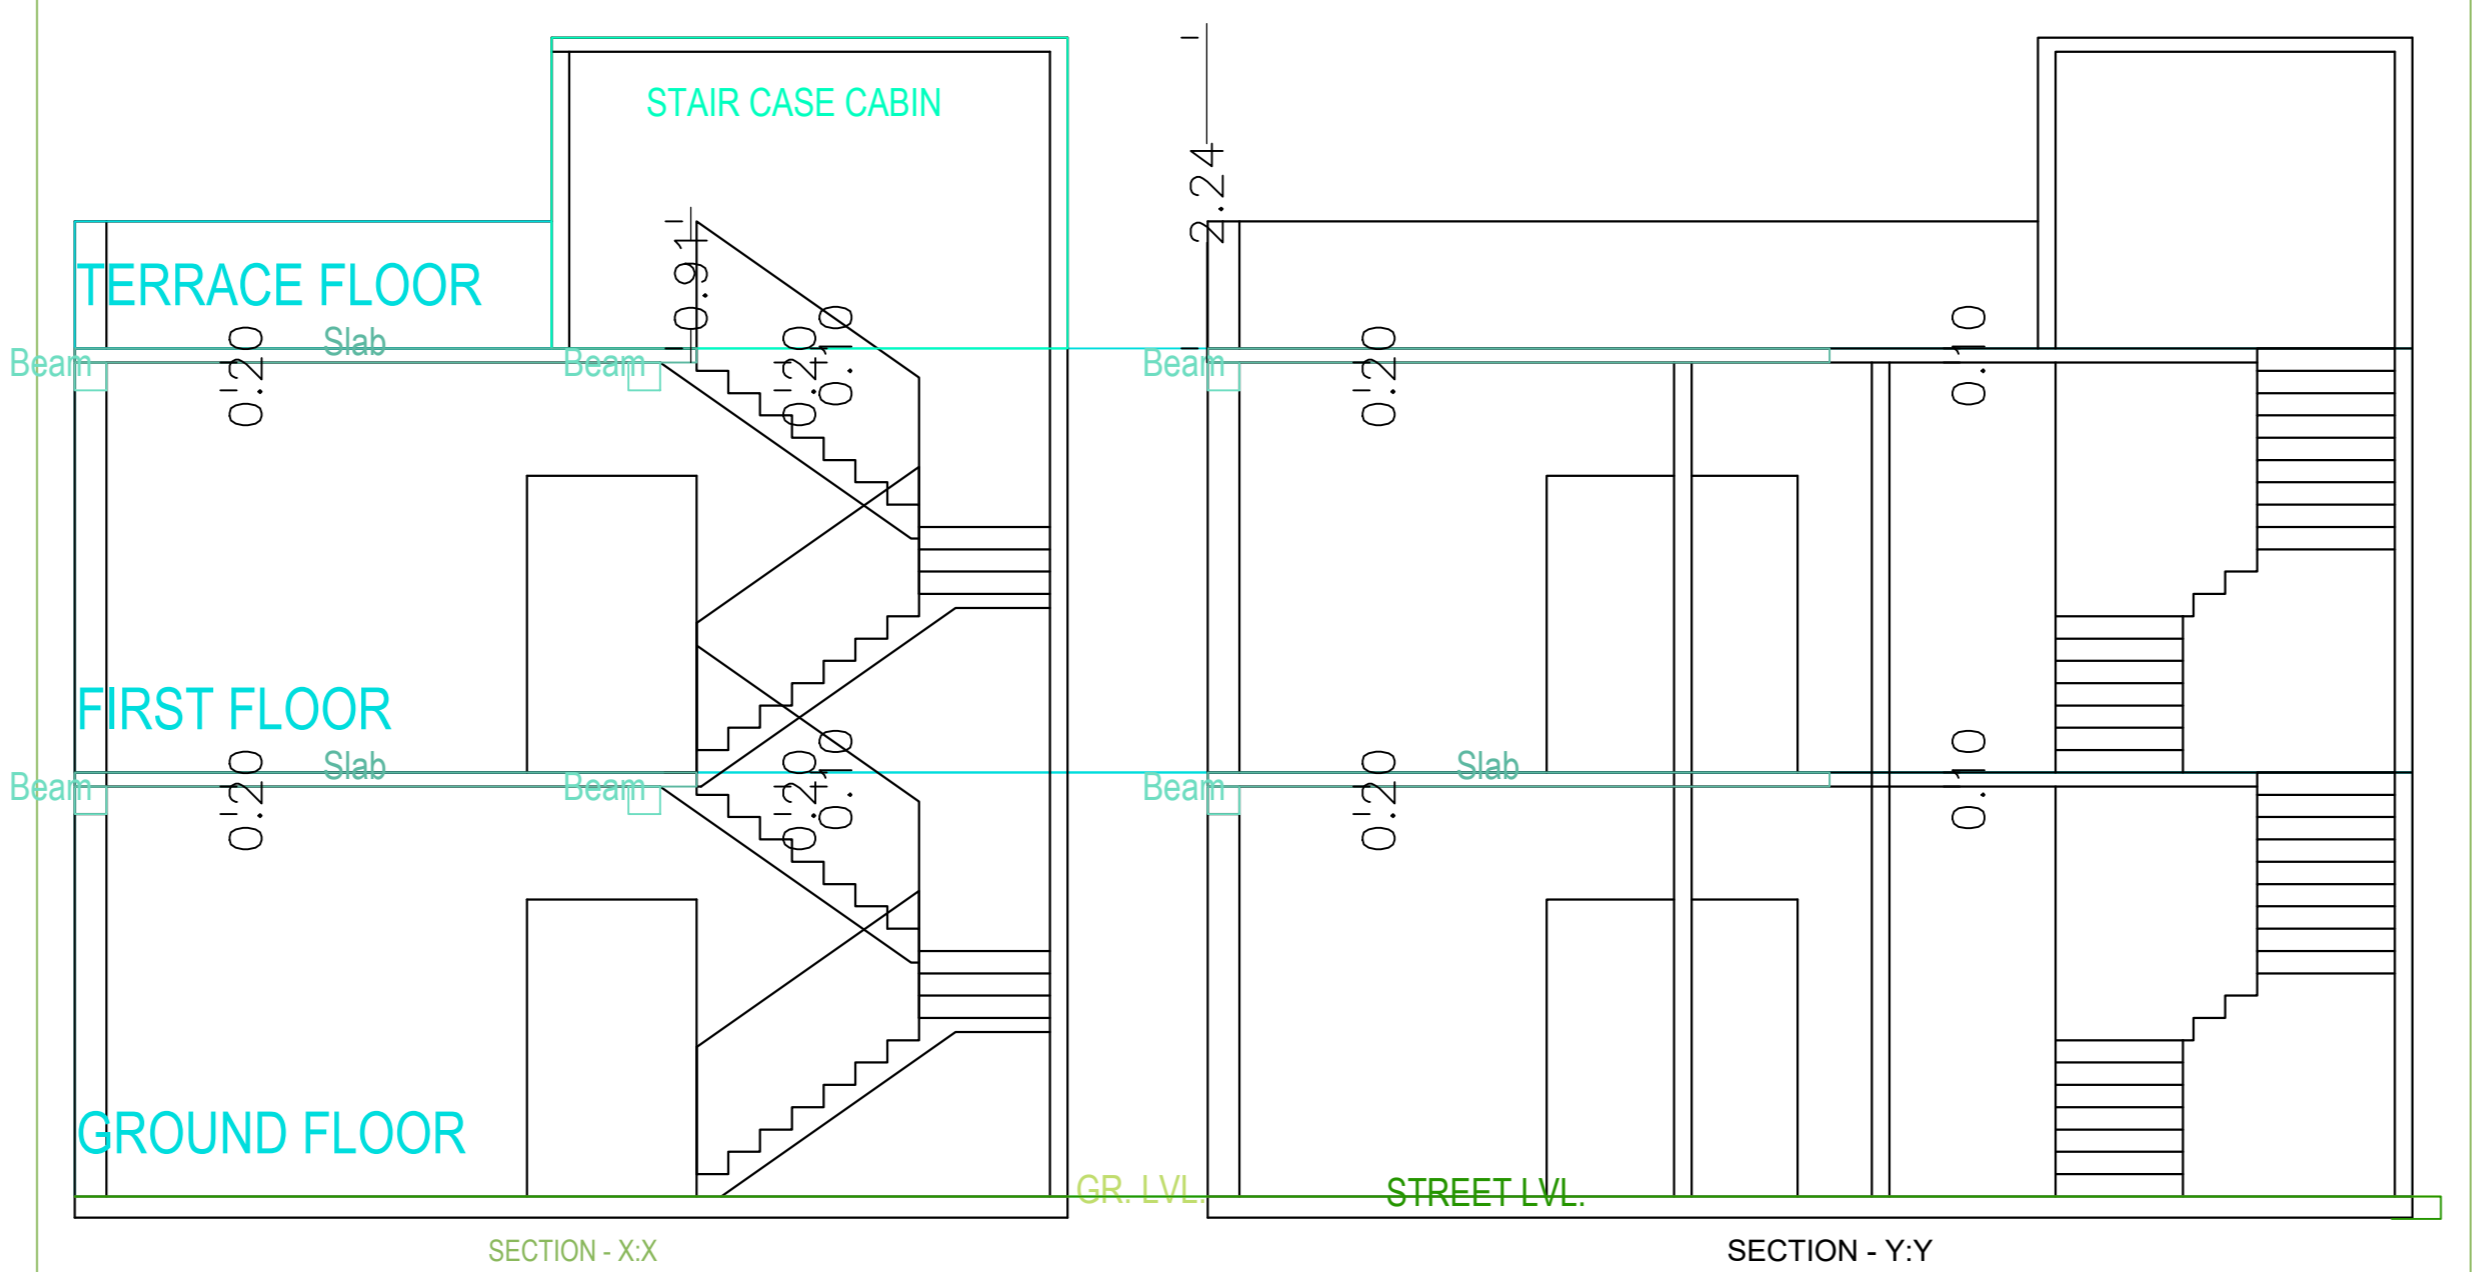 STAIR CASE CABIN
2.24
0.91
TERRACE FLOOR
Slab
Beam
0.20
Beam
0.20
0.10
Beam
0.20
0.10
FIRST FLOOR
Slab
Beam
0.20
Beam
0.20
0.10
Beam
0.20
Slab
0.10
GROUND FLOOR
GR. LVL.
STREET LVL.
SECTION - X:X
SECTION - Y:Y